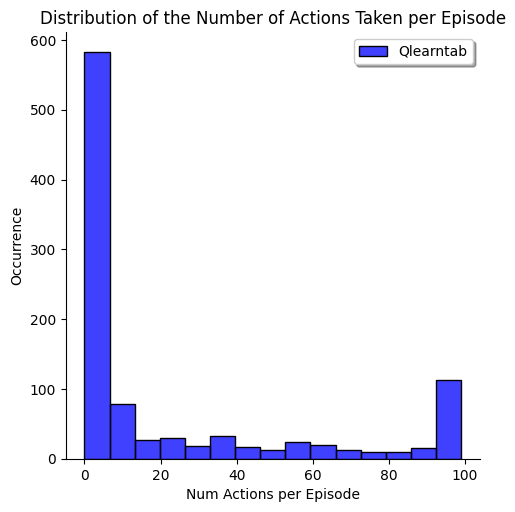 Distribution of the Number of Actions Taken per Episode
Qlearntab
Occurrence
600
500
400
300
200
100
0
0 20 40 60 80 100
Num Actions per Episode